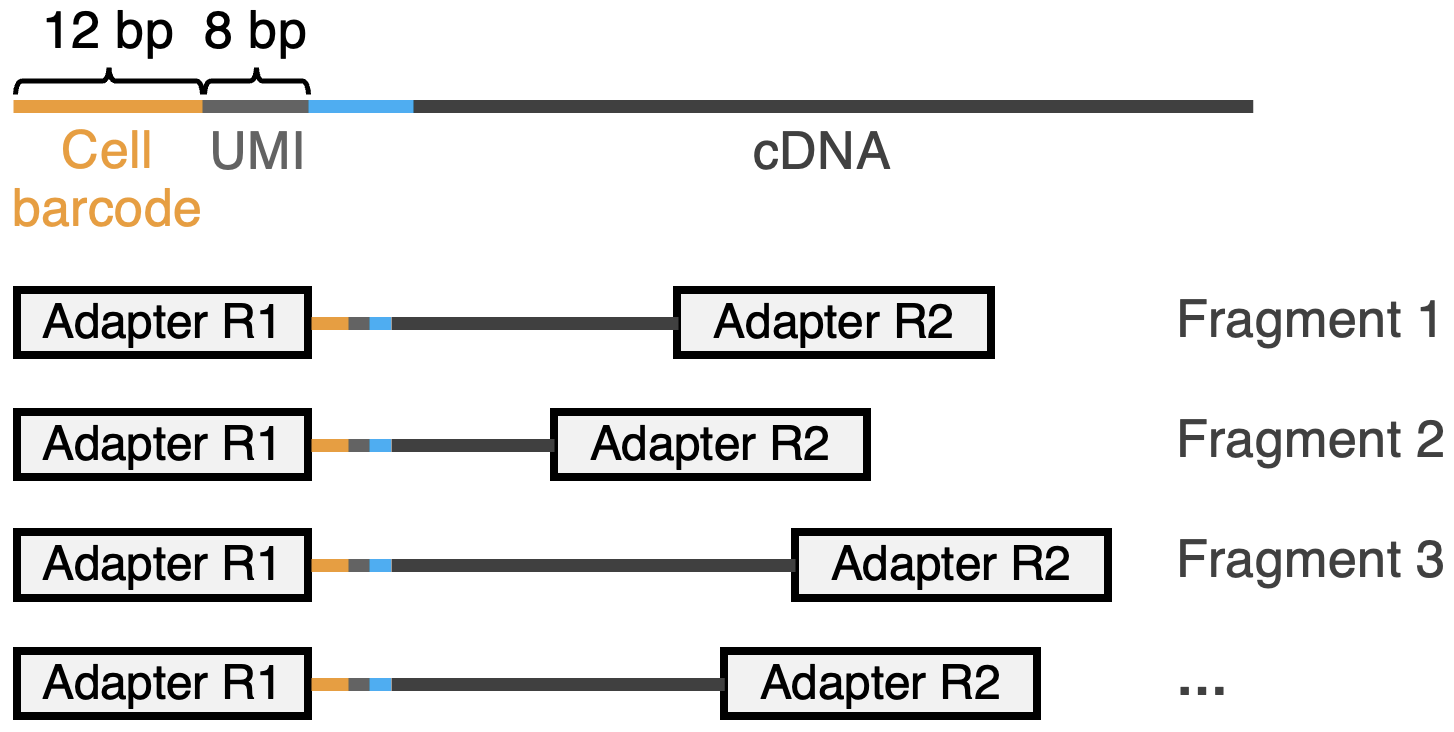 12 bp 8 bp
Cell UMI cDNA
barcode
Adapter R1 Adapter R2 Fragment 1
Adapter R1 Adapter R2 Fragment 2
Adapter R1 Adapter R2 Fragment 3
Adapter R1 Adapter R2 ...